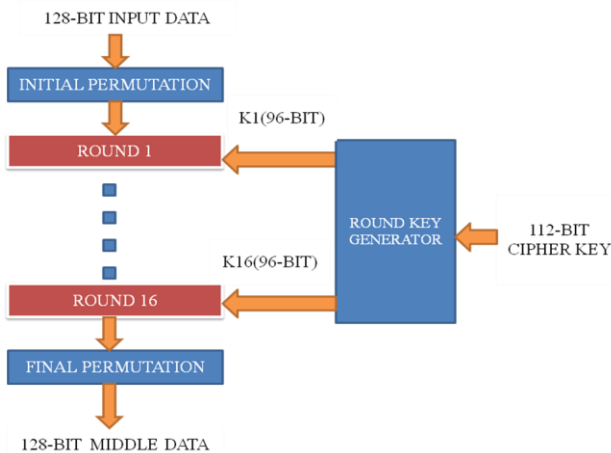 128-BIT INPUT DATA
INITIAL PERMUTATION
K1(96-BIT)
ROUND 1
ROUND KEY
GENERATOR
112-BIT
CIPHER KEY
K16(96-BIT)
ROUND 16
FINAL PERMUTATION
128-BIT MIDDLE DATA